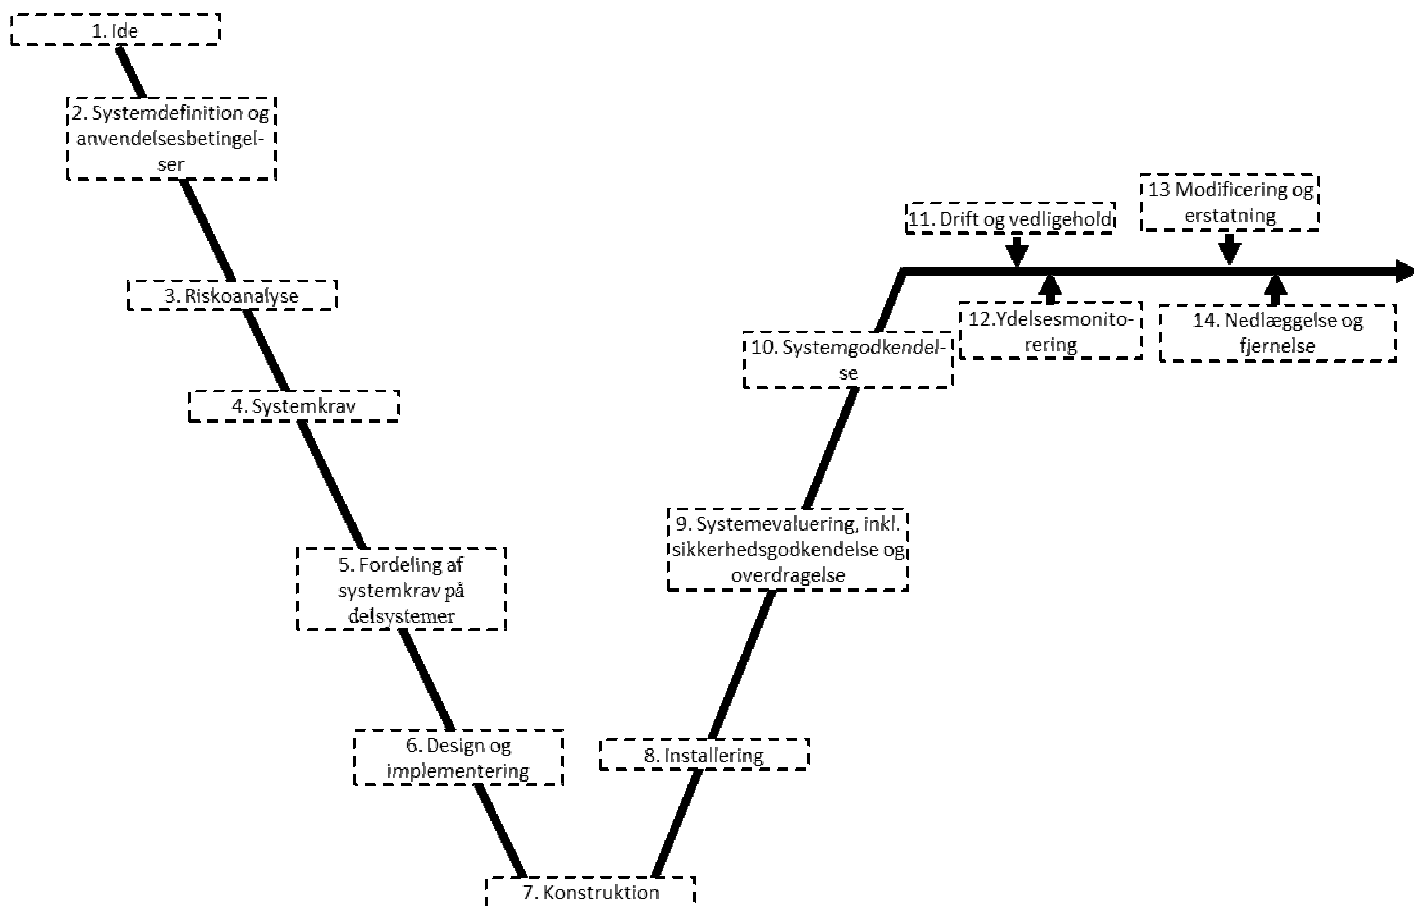 1. Ide
2. Systemdefinition og
anvendelsesbetingel-
ser
3. Riskoanalyse
4. Systemkrav
5. Fordeling af
systemkrav på
delsystemer
6. Design og
implementering
7. Konstruktion
8. Installering
9. Systemevaluering, inkl.
sikkerhedsgodkendelse og
overdragelse
10. Systemgodkendel-
se
11. Drift og vedligehold
12.Ydelsesmonito-
rering
13 Modificering og
erstatning
14. Nedlæggelse og
fjernelse